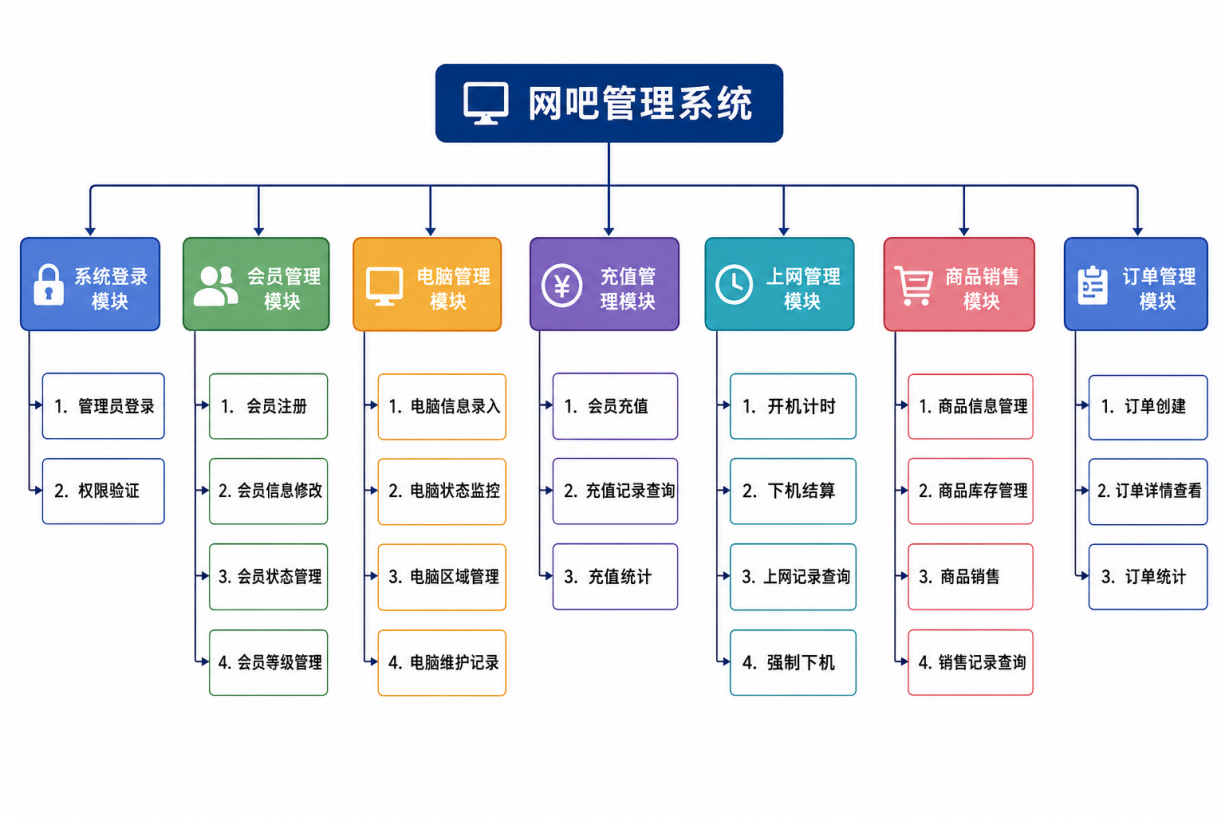 网吧管理系统
系统登录
模块
1. 管理员登录
2. 权限验证
会员管理
模块
1. 会员注册
2. 会员信息修改
3. 会员状态管理
4. 会员等级管理
电脑管理
模块
1. 电脑信息录入
2. 电脑状态监控
3. 电脑区域管理
4. 电脑维护记录
¥
充值管
理模块
1. 会员充值
2. 充值记录查询
3. 充值统计
上网管理
模块
1. 开机计时
2. 下机结算
3. 上网记录查询
4. 强制下机
商品销售
模块
1. 商品信息管理
2. 商品库存管理
3. 商品销售
4. 销售记录查询
订单管理
模块
1. 订单创建
2. 订单详情查看
3. 订单统计